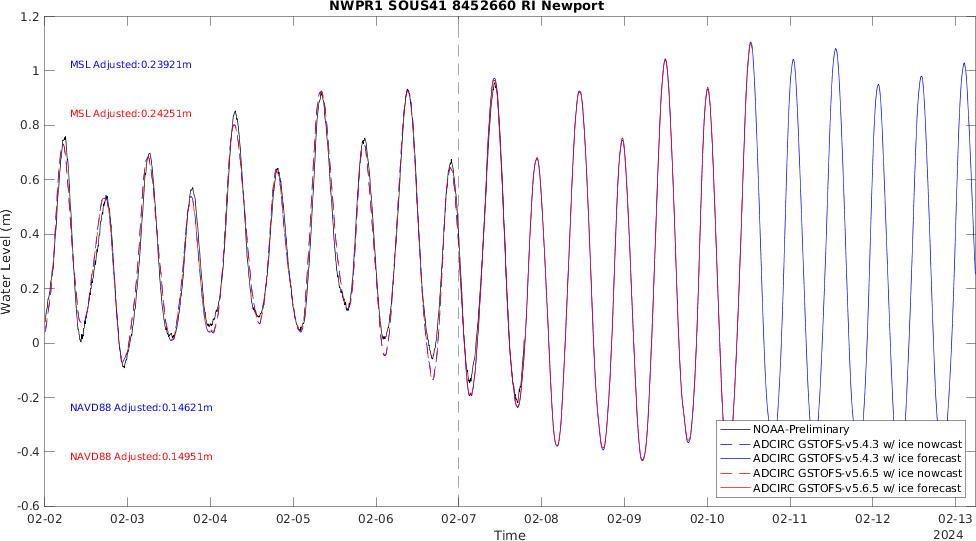 NWPR1 SOUS41 8452660 RI Newport
1.2
1
0.8
0.6
0.4
0.2
0
-0.2
-0.4
-0.6
Water Level (m)
MSL Adjusted:0.23921m
MSL Adjusted:0.24251m
NAVD88 Adjusted:0.14621m
NAVD88 Adjusted:0.14951m
NOAA-Preliminary
ADCIRC GSTOFS-v5.4.3 w/ ice nowcast
ADCIRC GSTOFS-v5.4.3 w/ ice forecast
ADCIRC GSTOFS-v5.6.5 w/ ice nowcast
ADCIRC GSTOFS-v5.6.5 w/ ice forecast
02-02 02-03 02-04 02-05 02-06 02-07 02-08 02-09 02-10 02-11 02-12 02-13
Time
2024